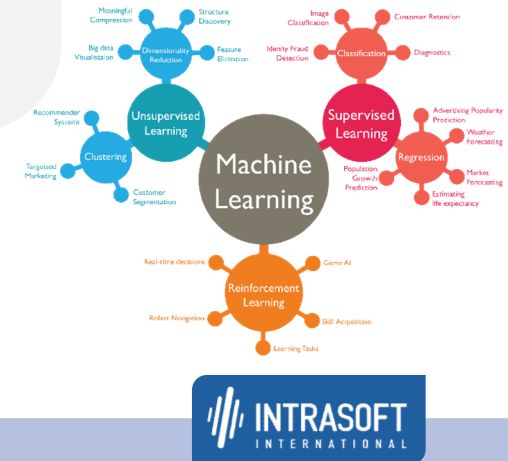 Meaningful
Compression
Structure
Discovery
Big data
Visualistaion
Dimensionality
Reduction
Feature
Elicitation
Unsupervised
Learning
Recommender
Systems
Clustering
Targetted
Marketing
Customer
Segmentation
Machine
Learning
Image
Classification
Customer Retention
Idenity Fraud
Detection
Classification
Diagnostics
Supervised
Learning
Advertising Popularity
Prediction
Weather
Forecasting
Regression
Population
Growth
Prediction
Market
Forecasting
Estimating
life expectancy
Real-time decisions
Game AI
Reinforcement
Learning
Robot Navigation
Skill Acquisition
Learning Tasks
INTRASOFT
INTERNATIONAL